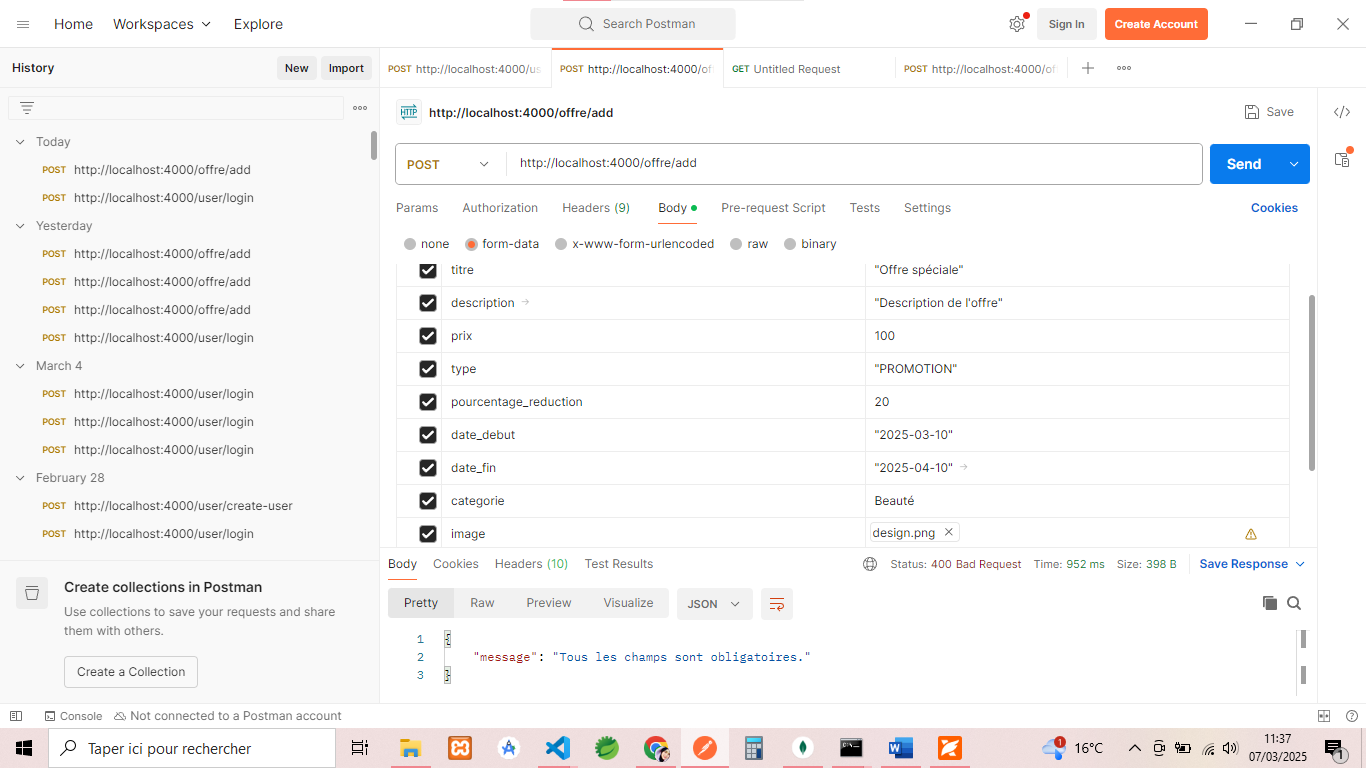 Home Workspaces Explore Search Postman Sign In Create Account
History New Import
POST http://localhost:4000/us POST http://localhost:4000/of GET Untitled Request POST http://localhost:4000/of
HTTP http://localhost:4000/offre/add Save
Today
POST http://localhost:4000/offre/add
POST http://localhost:4000/user/login
Yesterday
POST http://localhost:4000/offre/add
POST http://localhost:4000/offre/add
POST http://localhost:4000/offre/add
POST http://localhost:4000/user/login
March 4
POST http://localhost:4000/user/login
POST http://localhost:4000/user/login
POST http://localhost:4000/user/login
February 28
POST http://localhost:4000/user/create-user
POST http://localhost:4000/user/login
Create collections in Postman
Use collections to save your requests and share
them with others.
Create a Collection
POST http://localhost:4000/offre/add Send
Params Authorization Headers (9) Body Pre-request Script Tests Settings Cookies
none form-data x-www-form-urlencoded raw binary
titre "Offre spéciale"
description "Description de l'offre"
prix 100
type "PROMOTION"
pourcentage_reduction 20
date_debut "2025-03-10"
date_fin "2025-04-10"
categorie Beauté
image design.png
Body Cookies Headers (10) Test Results Status: 400 Bad Request Time: 952 ms Size: 398 B Save Response
Pretty Raw Preview Visualize JSON
1 {
2 "message": "Tous les champs sont obligatoires."
3 }
Console Not connected to a Postman account
Taper ici pour rechercher 1 16°C 11:37
07/03/2025 1